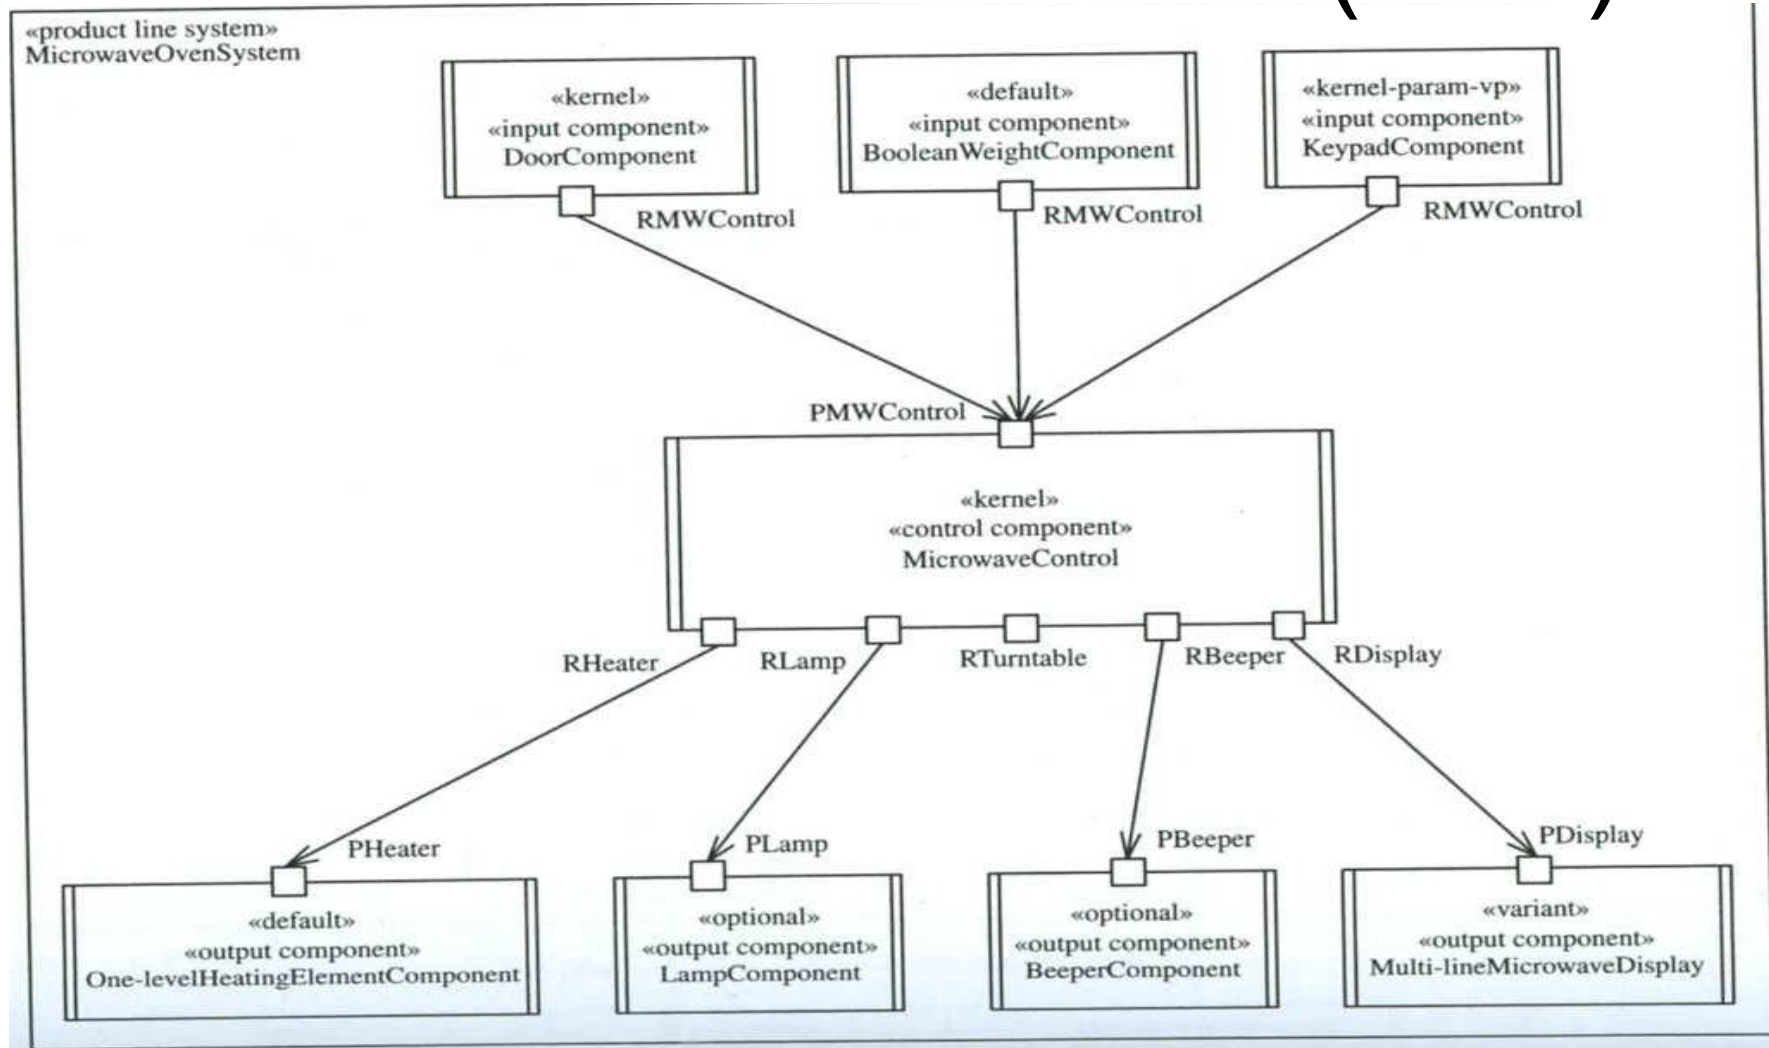 «product line system»
MicrowaveOvenSystem
«kernel»
«input component»
DoorComponent
«default»
«input component»
BooleanWeightComponent
«kernel-param-vp»
«input component»
KeypadComponent
RMWControl
RMWControl
RMWControl
PMWControl
«kernel»
«control component»
MicrowaveControl
RHeater
RLamp
RTurntable
RBeeper
RDisplay
PHeater
PLamp
PBeeper
PDisplay
«default»
«output component»
One-levelHeatingElementComponent
«optional»
«output component»
LampComponent
«optional»
«output component»
BeeperComponent
«variant»
«output component»
Multi-lineMicrowaveDisplay